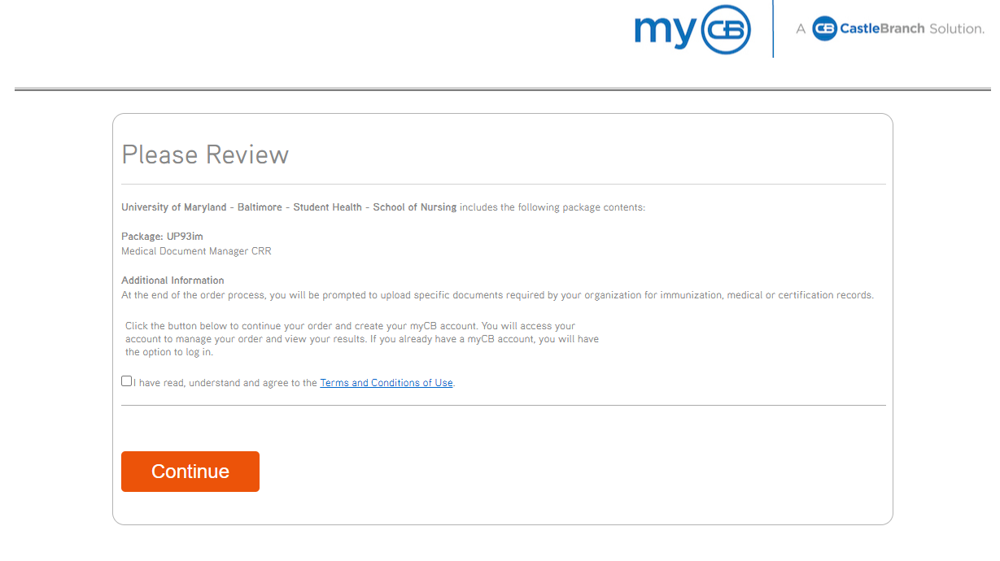 my CB
A CB CastleBranch Solution.
Please Review
University of Maryland - Baltimore - Student Health - School of Nursing includes the following package contents:
Package: UP93im
Medical Document Manager CRR
Additional Information
At the end of the order process, you will be prompted to upload specific documents required by your organization for immunization, medical or certification records.
Click the button below to continue your order and create your myCB account. You will access your
account to manage your order and view your results. If you already have a myCB account, you will have
the option to log in.
I have read, understand and agree to the Terms and Conditions of Use.
Continue